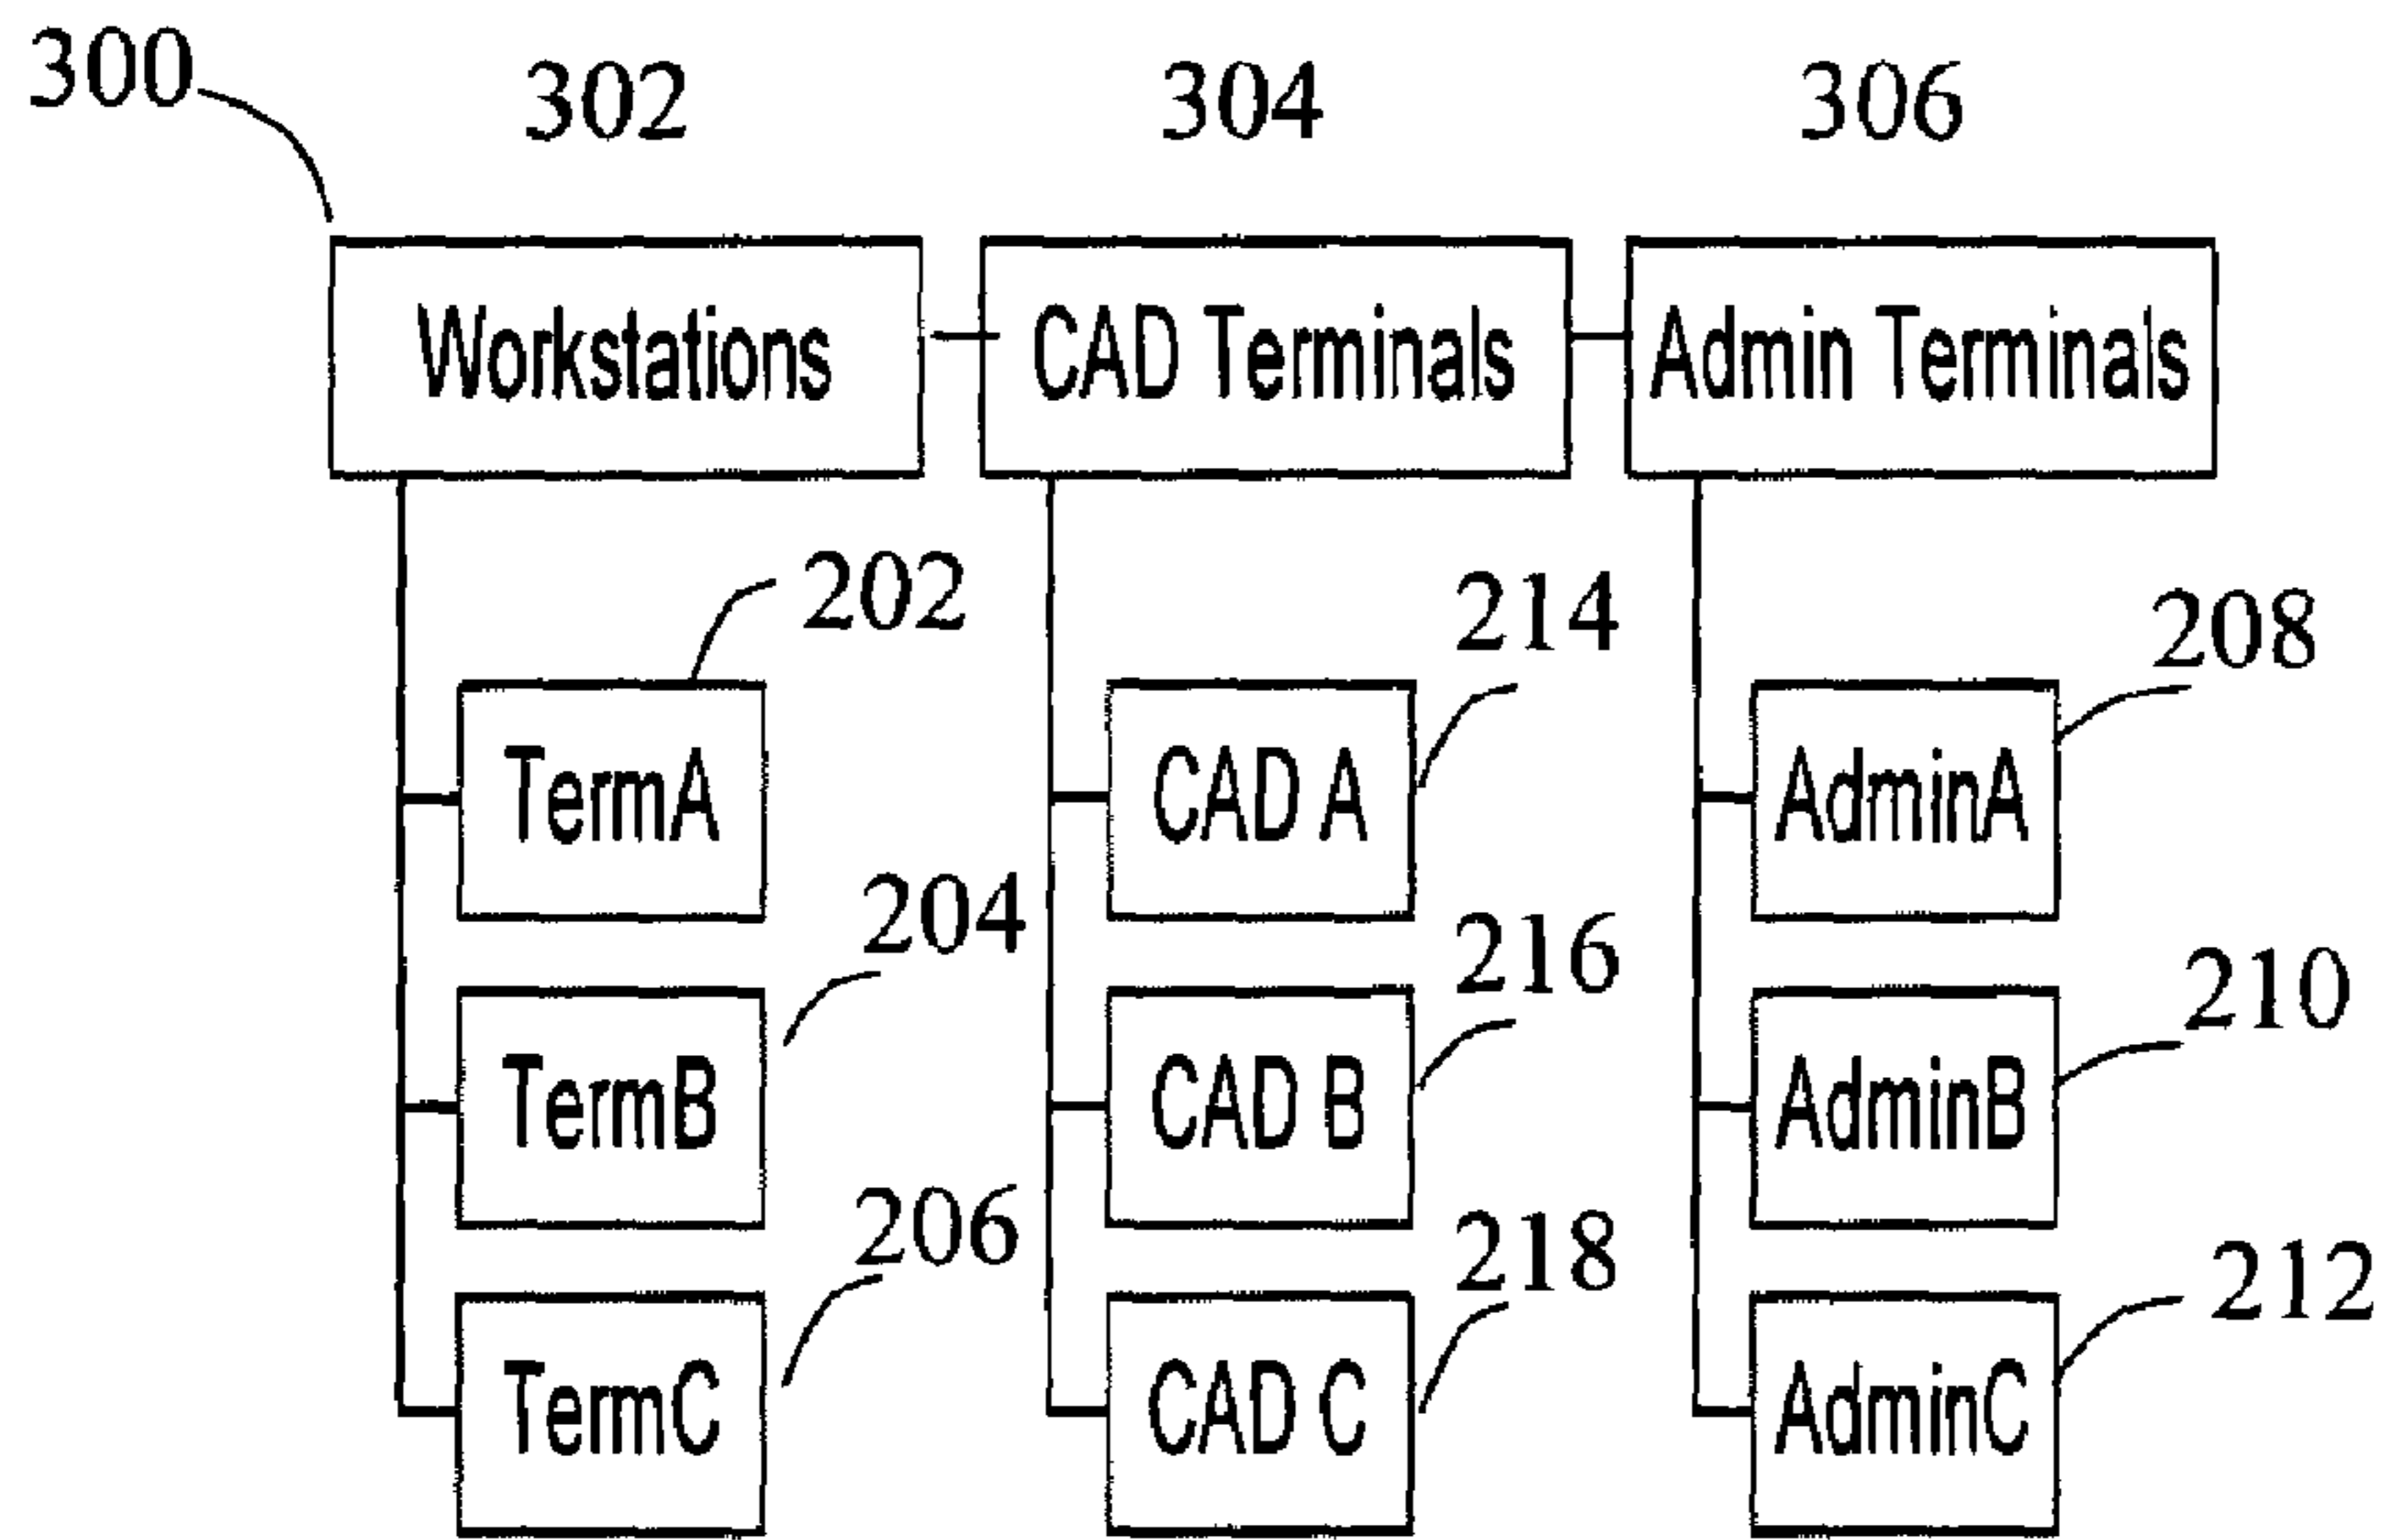 300
302 304 306
Workstations CAD Terminals Admin Terminals
202 214 208
TermA CAD A AdminA
204 216 210
TermB CAD B AdminB
206 218 212
TermC CAD C AdminC